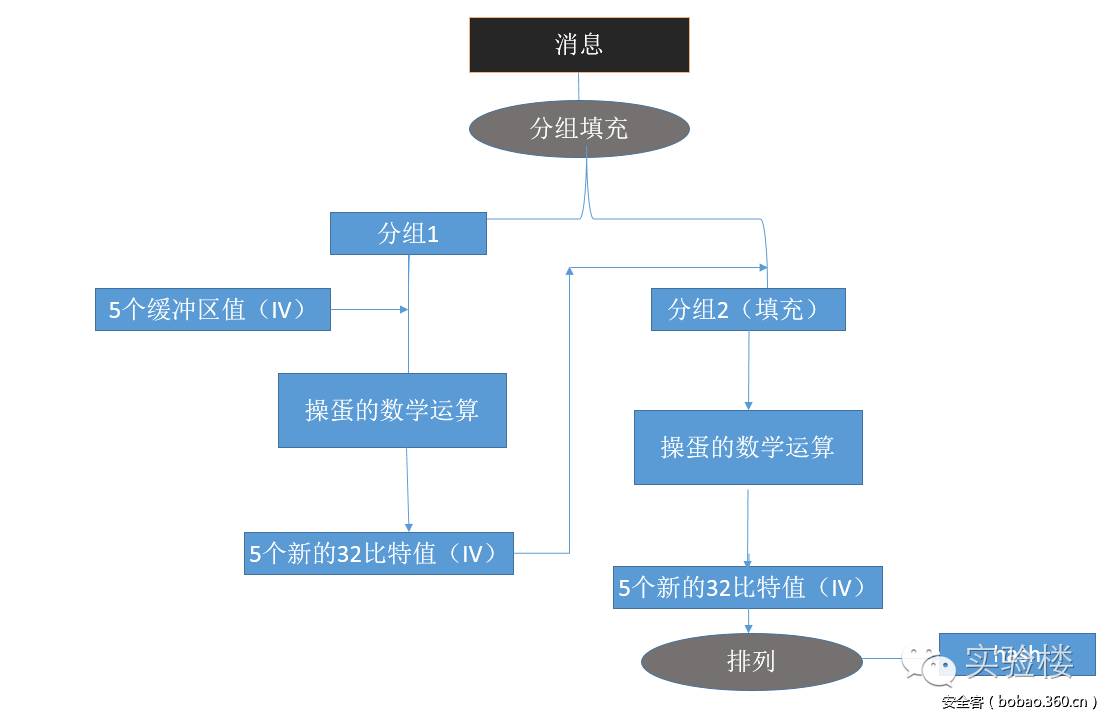 消息
分组填充
分组1
5个缓冲区值（IV）
分组2（填充）
操蛋的数学运算
操蛋的数学运算
5个新的32比特值（IV）
5个新的32比特值（IV）
排列
hash
实验楼
安全客（bobao.360.cn）